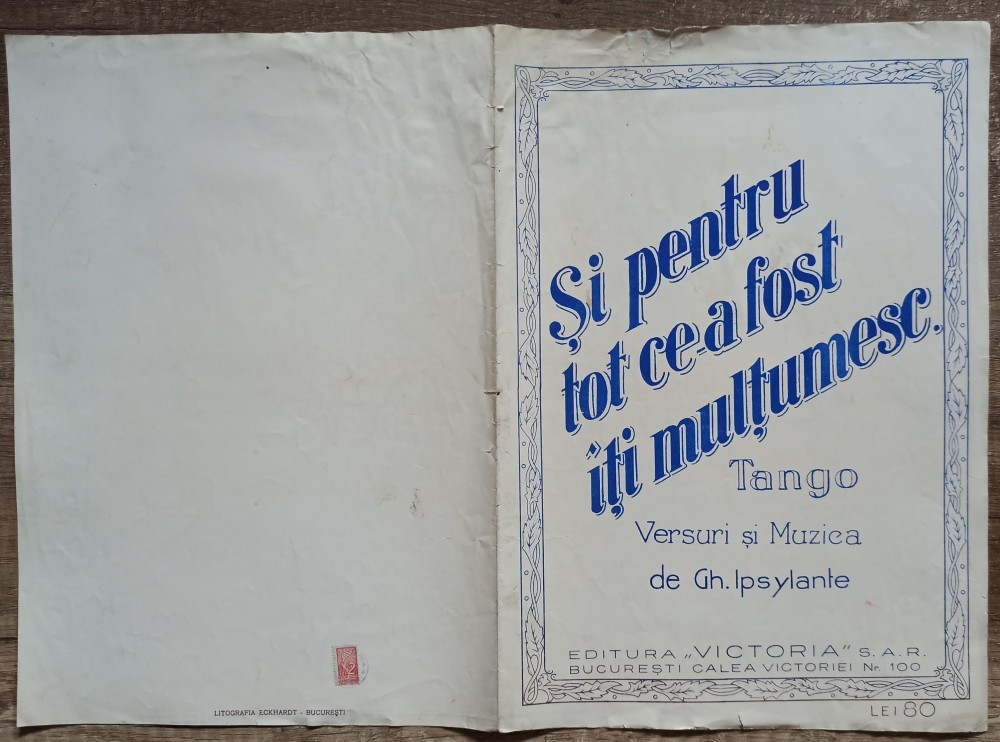 Și pentru
tot ce-a fost
îți mulțumesc.
Tango
Versuri și Muzica
de Gh. Ipsylante
EDITURA „VICTORIA" S.A.R.
BUCUREȘTI CALEA VICTORIEI Nr. 100
LEI 80
LITOGRAFIA ECKHARDT - BUCUREȘTI
2